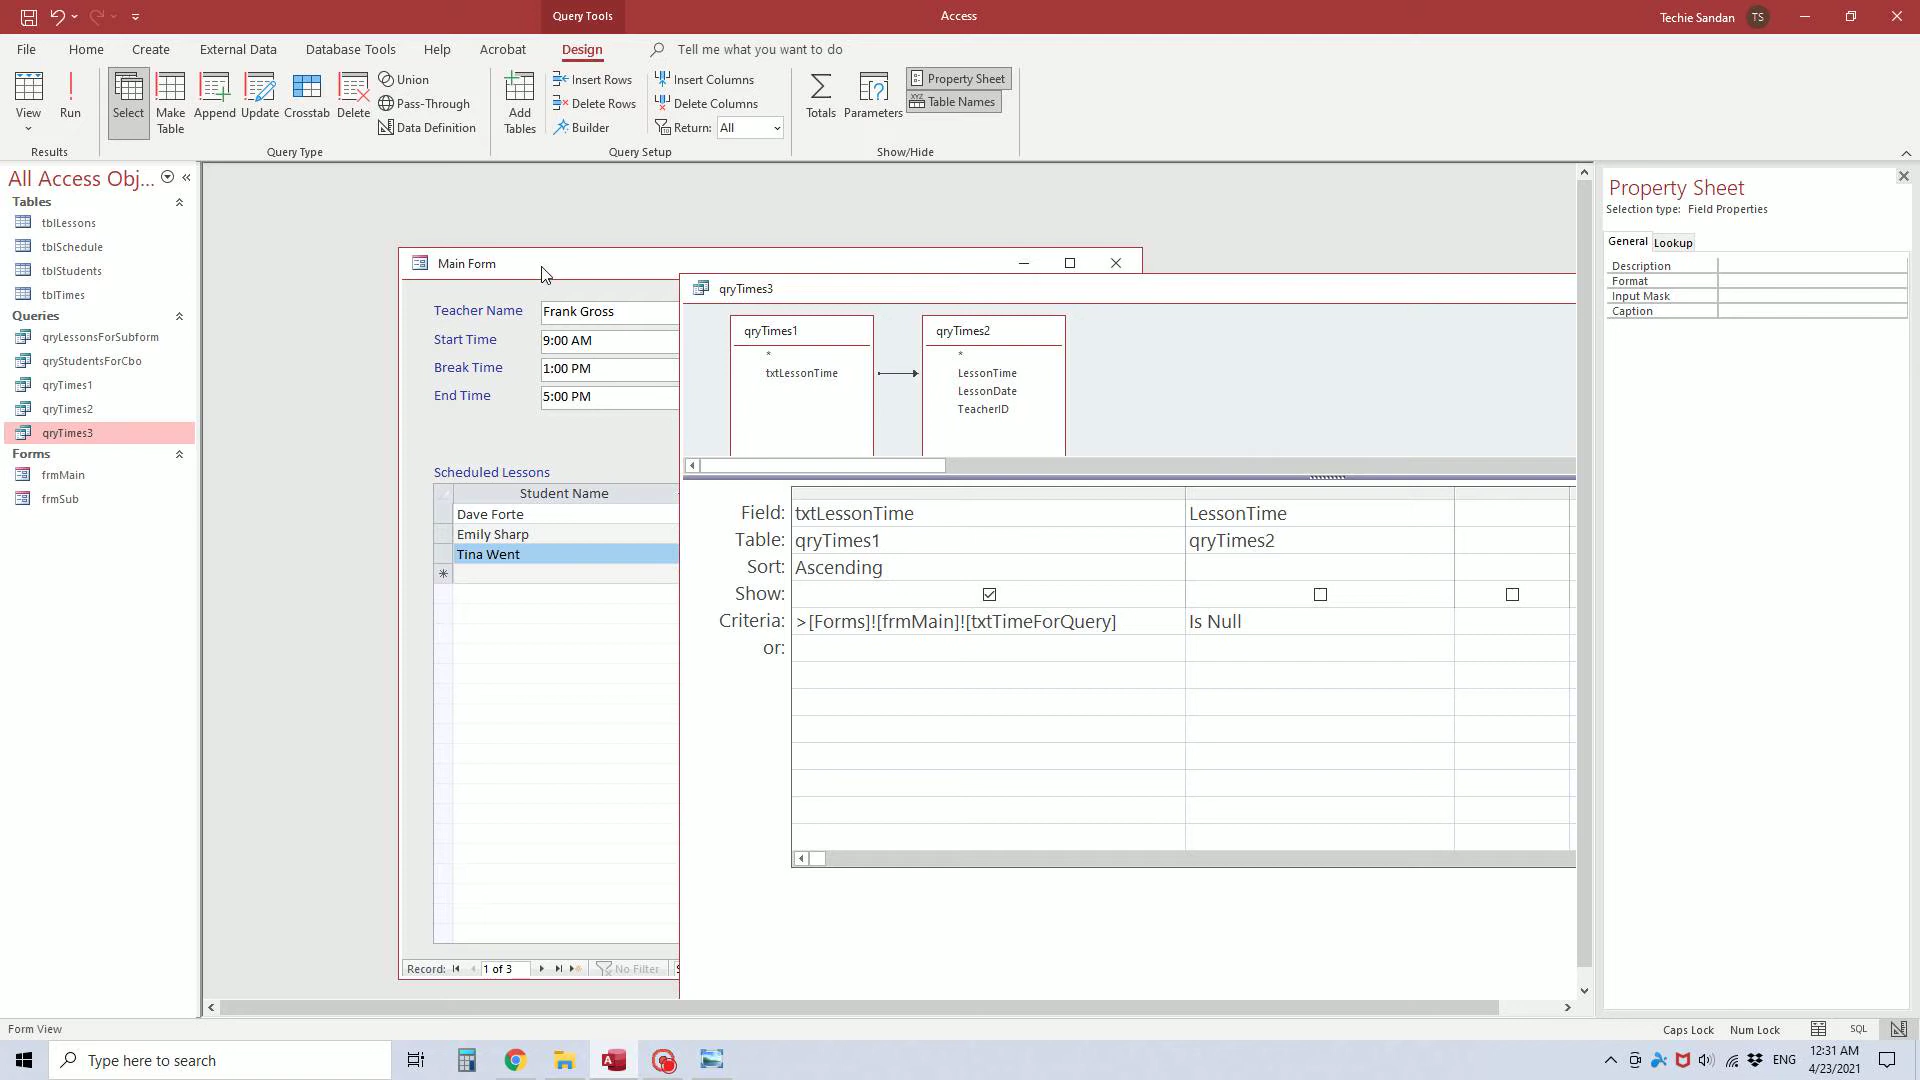 Query Tools
Access
Techie Sandan TS
File Home Create External Data Database Tools Help Acrobat Design Tell me what you want to do
View
Run
Select
Make Table
Append
Update
Crosstab
Delete
Union
Pass-Through
Data Definition
Add Tables
Insert Rows
Delete Rows
Builder
Insert Columns
Delete Columns
Return: All
Totals
Parameters
Property Sheet
Table Names
Results
Query Type
Query Setup
Show/Hide
All Access Obj...
Tables
tblLessons
tblSchedule
tblStudents
tblTimes
Queries
qryLessonsForSubform
qryStudentsForCbo
qryTimes1
qryTimes2
qryTimes3
Forms
frmMain
frmSub
Main Form
Teacher Name Frank Gross
Start Time 9:00 AM
Break Time 1:00 PM
End Time 5:00 PM
Scheduled Lessons
Student Name
Dave Forte
Emily Sharp
Tina Went
Record: 1 of 3 No Filter
qryTimes3
qryTimes1
*
txtLessonTime
qryTimes2
*
LessonTime
LessonDate
TeacherID
Field: txtLessonTime LessonTime
Table: qryTimes1 qryTimes2
Sort: Ascending
Show:
Criteria: >[Forms]![frmMain]![txtTimeForQuery] Is Null
or:
Property Sheet
Selection type: Field Properties
General Lookup
Description
Format
Input Mask
Caption
Form View
Caps Lock Num Lock SQL
Type here to search
ENG
12:31 AM
4/23/2021